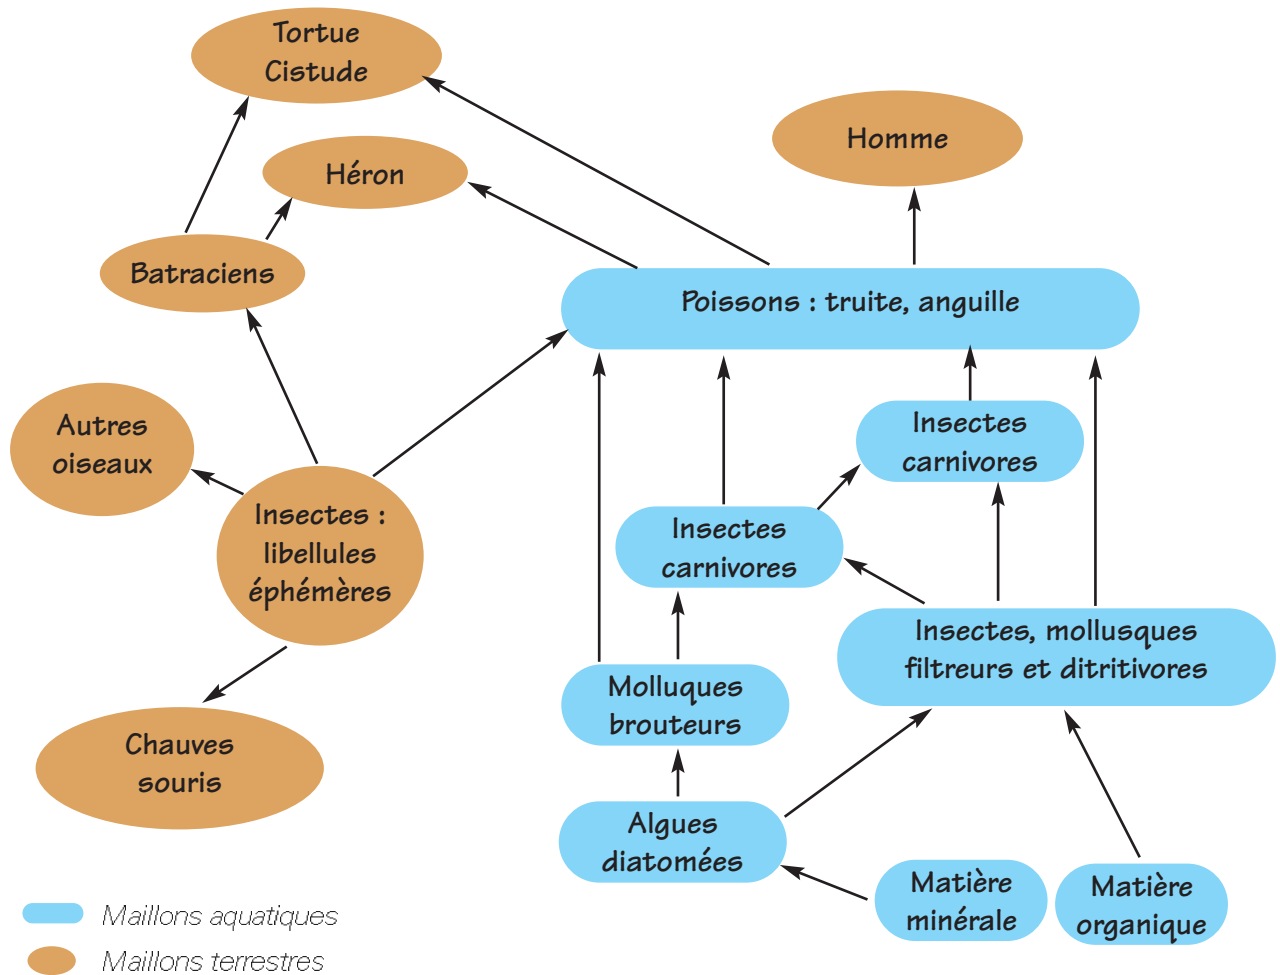 Tortue
Cistude
Homme
Héron
Batraciens
Poissons : truite, anguille
Autres
oiseaux
Insectes
carnivores
Insectes :
libellules
éphémères
Insectes
carnivores
Insectes, mollusques
filtreurs et ditritivores
Molluques
brouteurs
Chauves
souris
Algues
diatomées
Matière
minérale
Matière
organique
Maillons aquatiques
Maillons terrestres